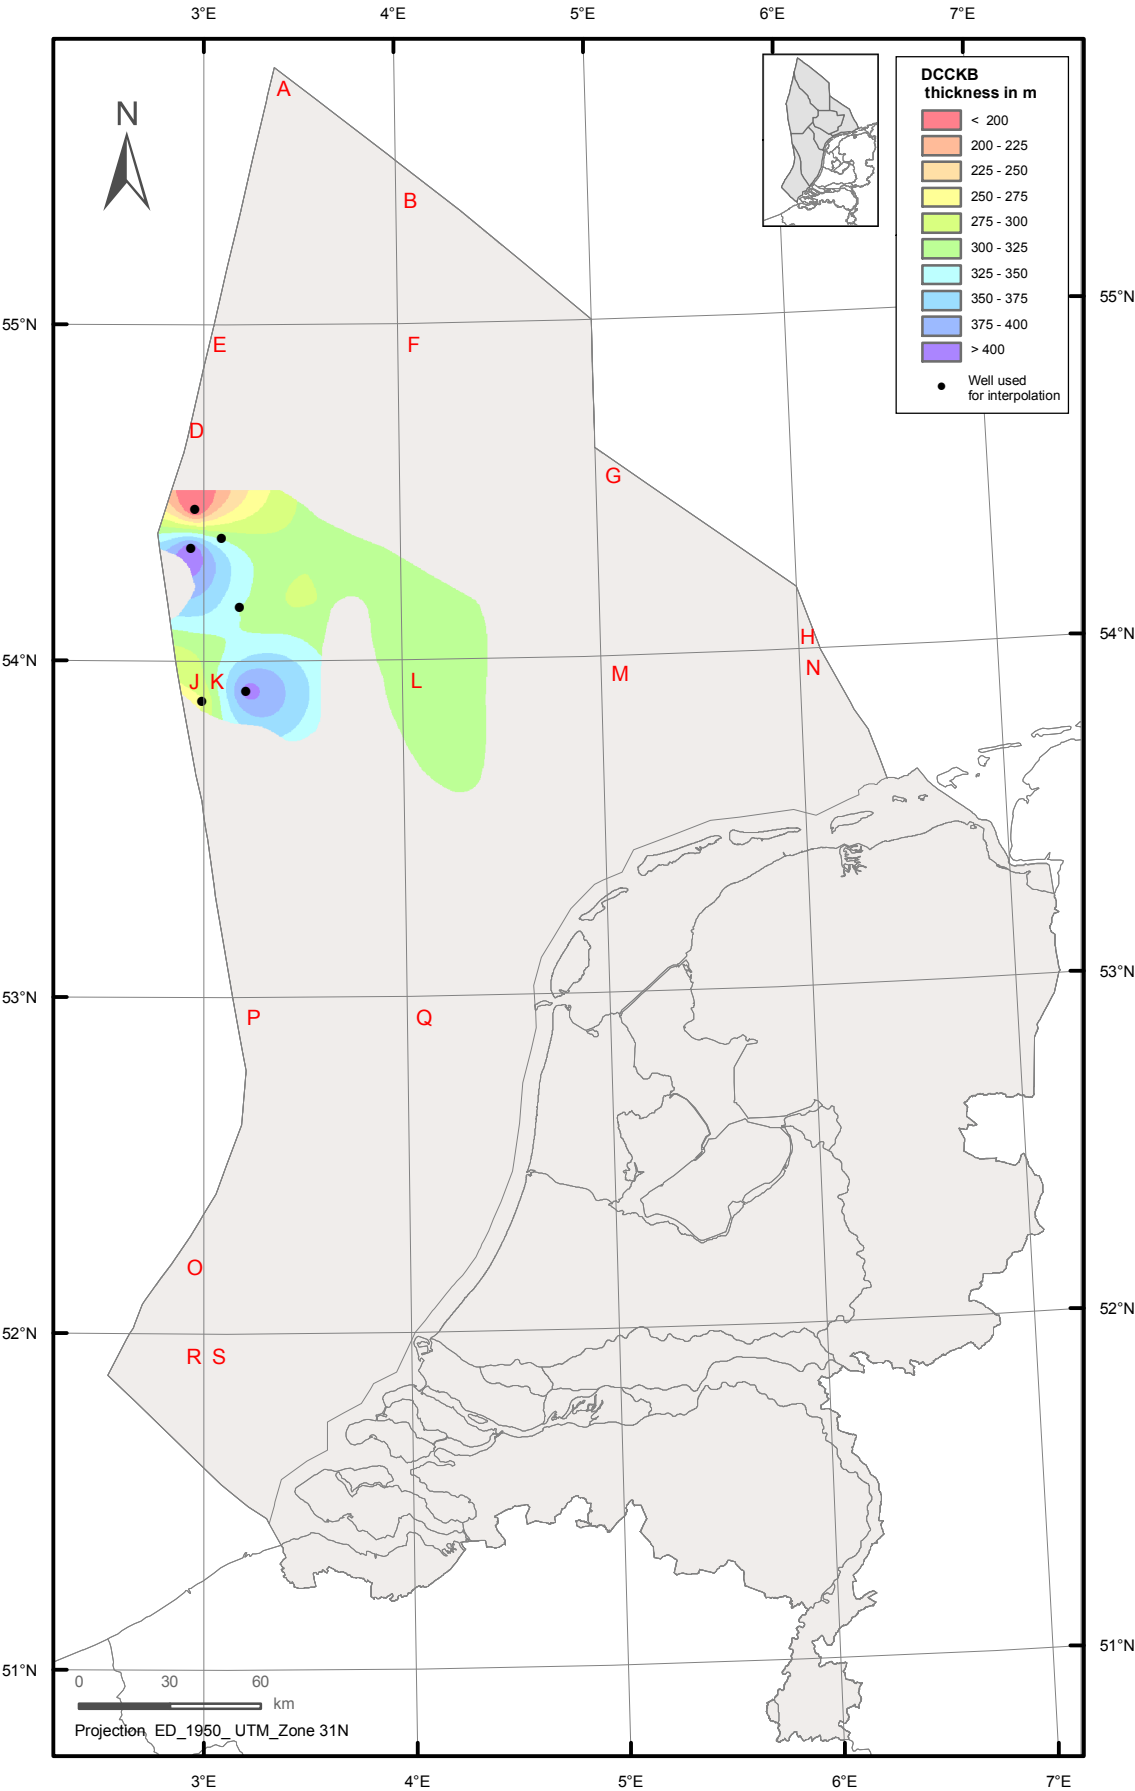 3°E 4°E 5°E 6°E 7°E
N
DCCKB
thickness in m
< 200
200 - 225
225 - 250
250 - 275
275 - 300
300 - 325
325 - 350
350 - 375
375 - 400
> 400
Well used
for interpolation
A
B
55°N 55°N
E F
D
G
H
54°N 54°N
J K L M N
53°N 53°N
P Q
O
52°N 52°N
R S
51°N 51°N
0 30 60
km
Projection ED_1950_ UTM_Zone 31N
3°E 4°E 5°E 6°E 7°E